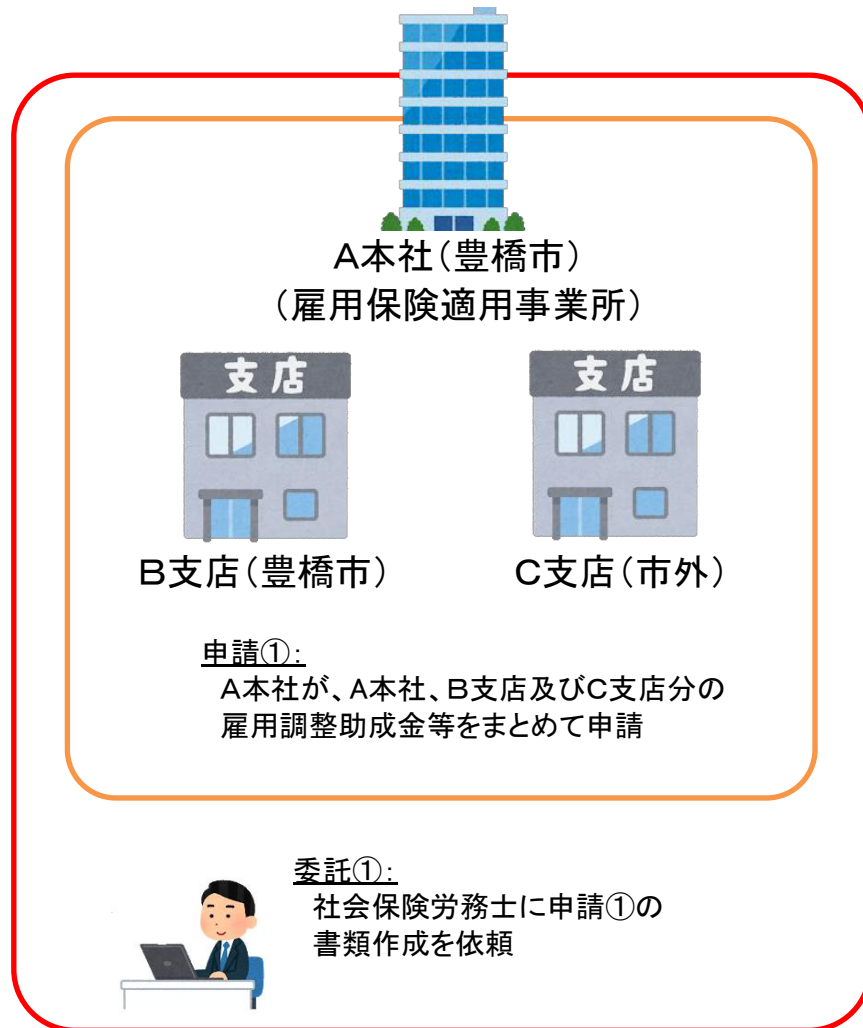 A本社(豊橋市)
(雇用保険適用事業所)
支店
支店
B支店(豊橋市)
C支店(市外)
申請①:
A本社が、A本社、B支店及びC支店分の
雇用調整助成金等をまとめて申請
委託①:
社会保険労務士に申請①の
書類作成を依頼